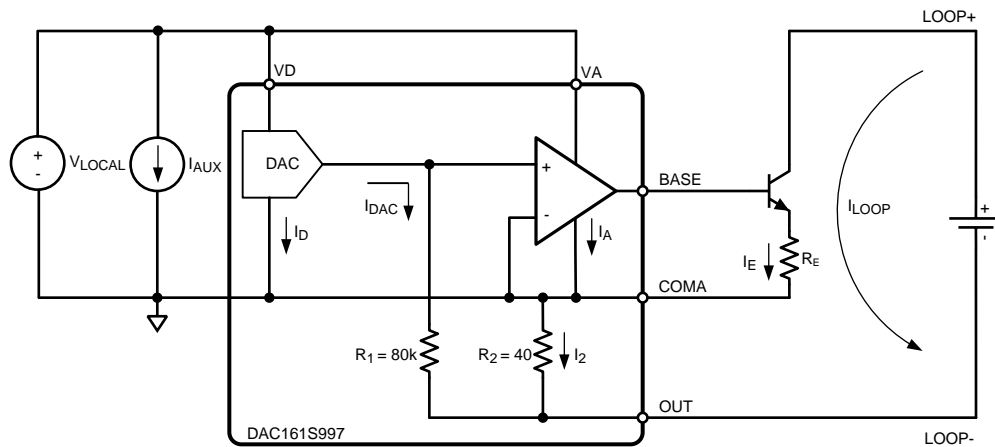 LOOP+
VD
VA
+
-
VLOCAL
IAUX
DAC
IDAC
+
-
BASE
ILOOP
+
-
ID
IA
IE
RE
COMA
R1 = 80k
R2 = 40
I2
OUT
DAC161S997
LOOP-